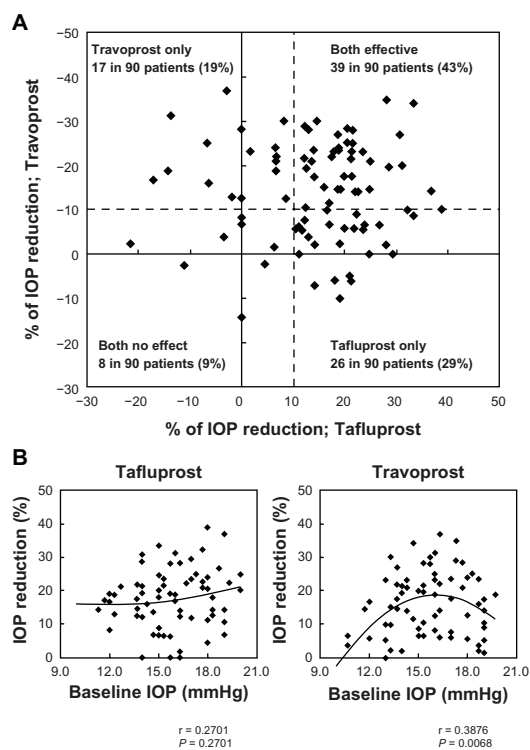 A
Travoprost only
17 in 90 patients (19%)
Both effective
39 in 90 patients (43%)
Both no effect
8 in 90 patients (9%)
Tafluprost only
26 in 90 patients (29%)
% of IOP reduction; Travoprost
−50
−40
−30
−20
−10
0
−10
−20
−30
−30 −20 −10 0 10 20 30 40 50
% of IOP reduction; Tafluprost
B
Tafluprost
IOP reduction (%)
50
40
30
20
10
0
9.0 12.0 15.0 18.0 21.0
Baseline IOP (mmHg)
r = 0.2701
P = 0.2701
Travoprost
IOP reduction (%)
50
40
30
20
10
0
9.0 12.0 15.0 18.0 21.0
Baseline IOP (mmHg)
r = 0.3876
P = 0.0068